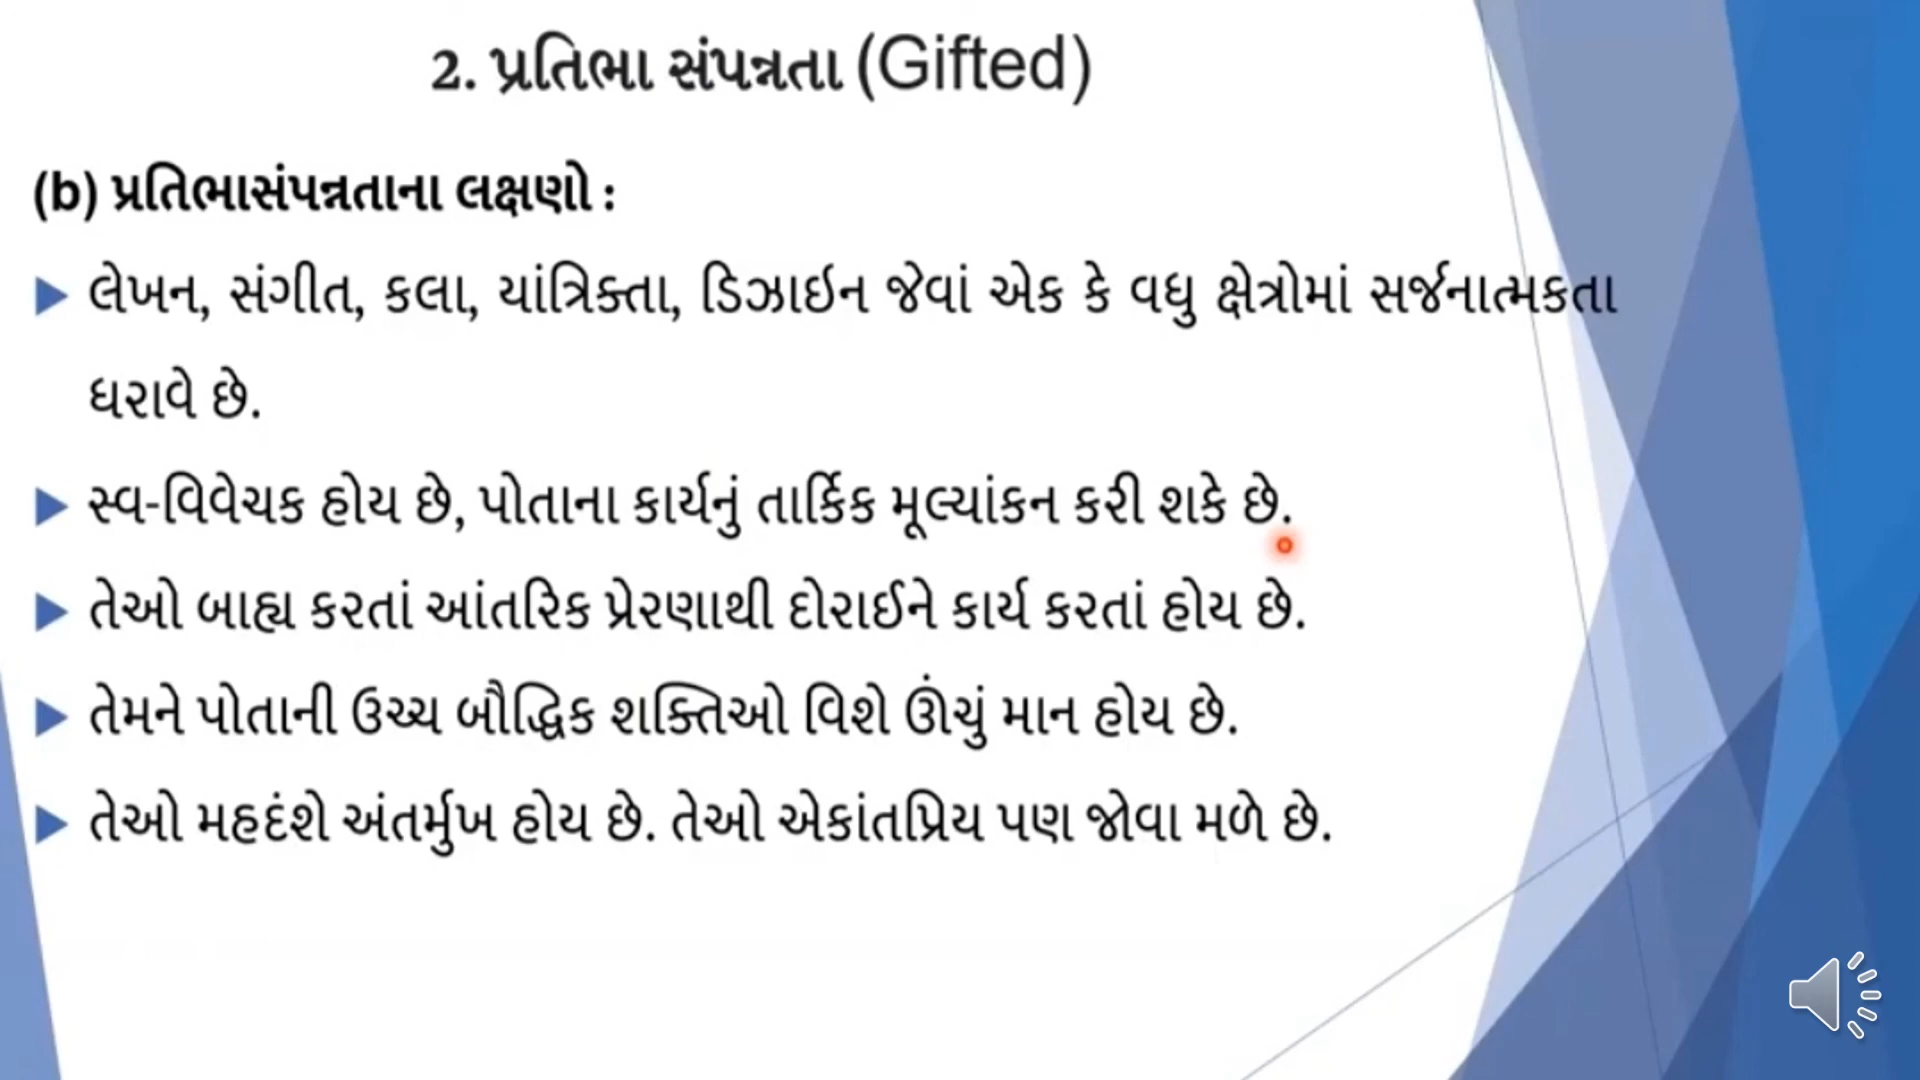 2. પ્રતિભા સંપન્નતા (Gifted)
(b) પ્રતિભાસંપન્નતાના લક્ષણો :
લેખન, સંગીત, કલા, યાંત્રિક્તા, ડિઝાઇન જેવાં એક કે વધુ ક્ષેત્રોમાં સર્જનાત્મકતા
ધરાવે છે.
સ્વ-વિવેચક હોય છે, પોતાના કાર્યનું તાર્કિક મૂલ્યાંકન કરી શકે છે.
તેઓ બાહ્ય કરતાં આંતરિક પ્રેરણાથી દોરાઈને કાર્ય કરતાં હોય છે.
તેમને પોતાની ઉચ્ચ બૌદ્ધિક શક્તિઓ વિશે ઊંચું માન હોય છે.
તેઓ મહદંશે અંતર્મુખ હોય છે. તેઓ એકાંતપ્રિય પણ જોવા મળે છે.